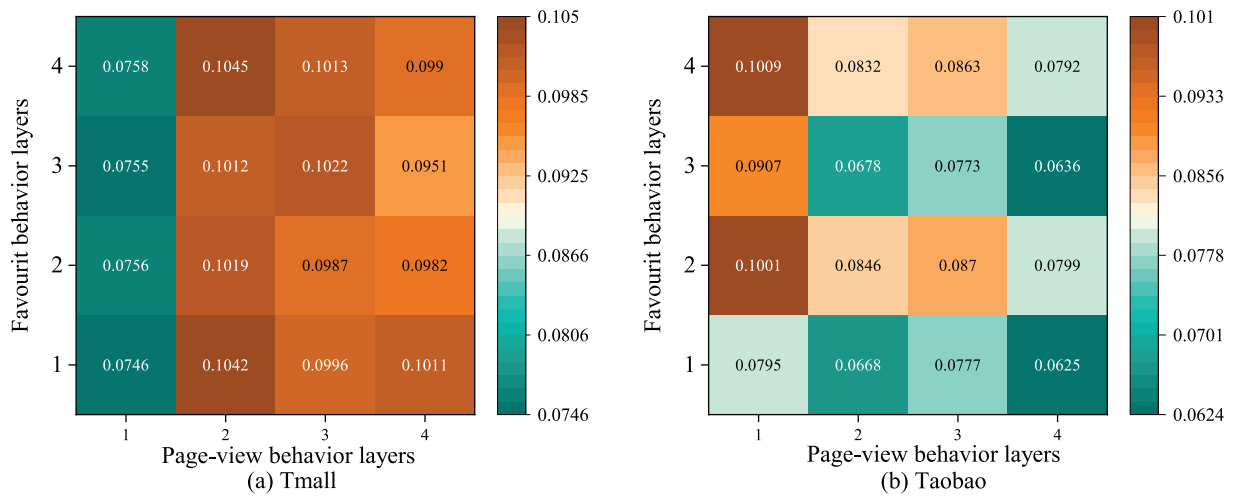 0.105
0.0985
0.0925
0.0866
0.0806
0.0746
4
3
2
1
Favourit behavior layers
0.0758 0.1045 0.1013 0.099
0.0755 0.1012 0.1022 0.0951
0.0756 0.1019 0.0987 0.0982
0.0746 0.1042 0.0996 0.1011
1 2 3 4
Page-view behavior layers
(a) Tmall
0.101
0.0933
0.0856
0.0778
0.0701
0.0624
4
3
2
1
Favourit behavior layers
0.1009 0.0832 0.0863 0.0792
0.0907 0.0678 0.0773 0.0636
0.1001 0.0846 0.087 0.0799
0.0795 0.0668 0.0777 0.0625
1 2 3 4
Page-view behavior layers
(b) Taobao